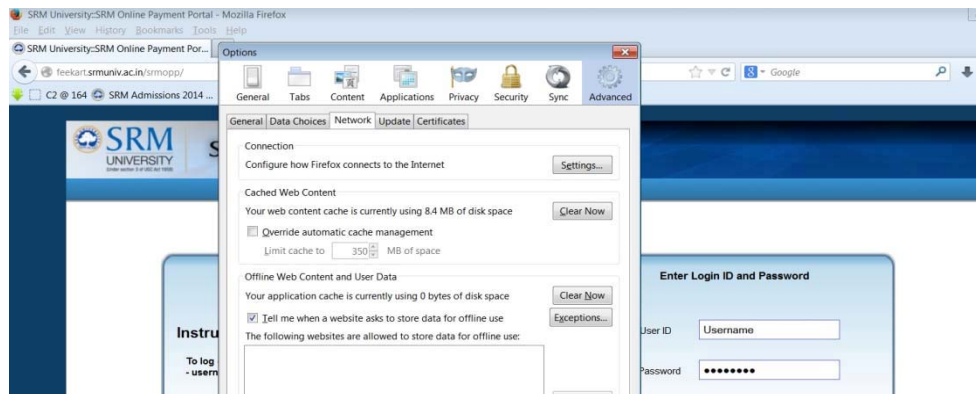 SRM University::SRM Online Payment Portal - Mozilla Firefox
File Edit View History Bookmarks Tools Help
SRM University::SRM Online Payment Por...
Options
feekart.srmuniv.ac.in/srmopp/
Google
C2 @ 164 SRM Admissions 2014 ...
General Tabs Content Applications Privacy Security Sync Advanced
General Data Choices Network Update Certificates
SRM
UNIVERSITY
S
Connection
Configure how Firefox connects to the Internet Settings...
Cached Web Content
Your web content cache is currently using 8.4 MB of disk space Clear Now
Override automatic cache management
Limit cache to 350 MB of space
Offline Web Content and User Data
Your application cache is currently using 0 bytes of disk space Clear Now
Tell me when a website asks to store data for offline use Exceptions...
The following websites are allowed to store data for offline use:
Enter Login ID and Password
User ID Username
Password
Instru
To log
- usern